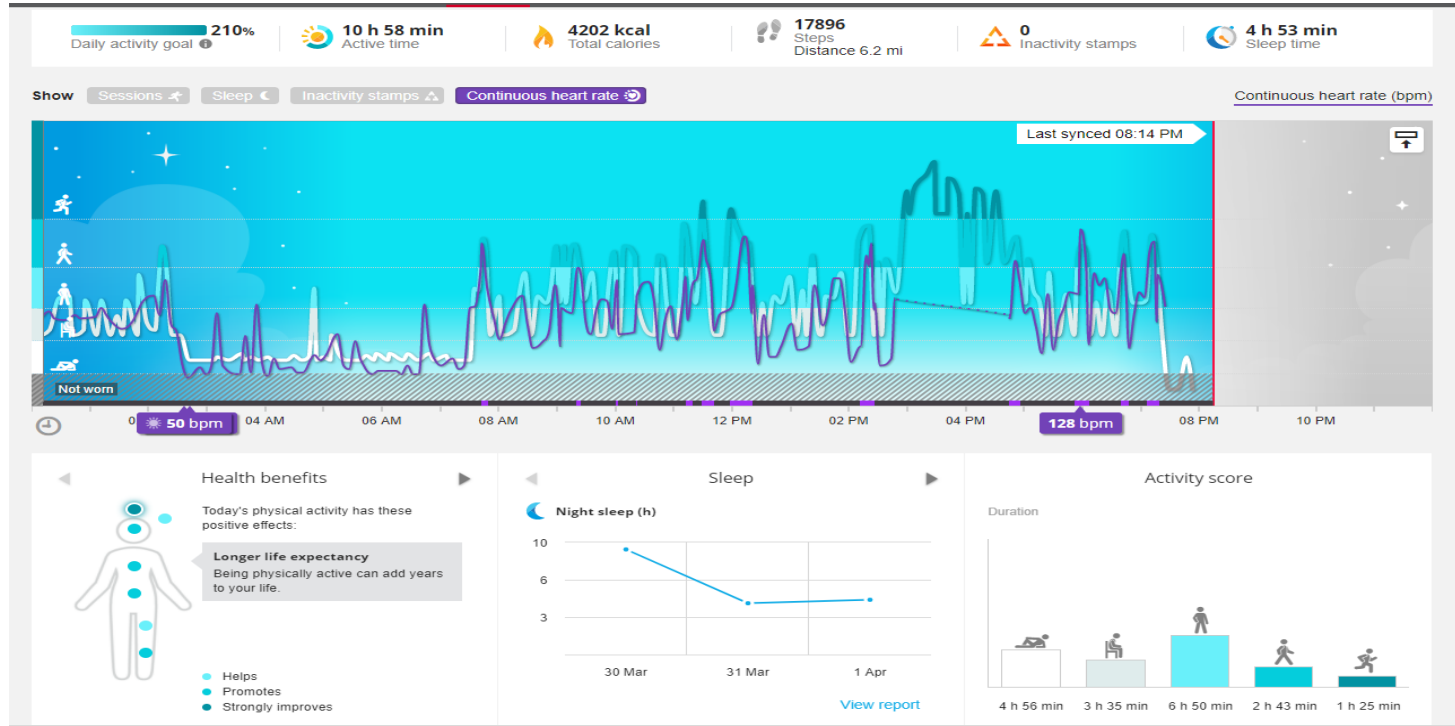 210%
Daily activity goal
10 h 58 min
Active time
4202 kcal
Total calories
17896
Steps
Distance 6.2 mi
0
Inactivity stamps
4 h 53 min
Sleep time
Show
Sessions
Sleep
Inactivity stamps
Continuous heart rate
Continuous heart rate (bpm)
Last synced 08:14 PM
Not worn
50 bpm
04 AM
06 AM
08 AM
10 AM
12 PM
02 PM
04 PM
128 bpm
08 PM
10 PM
Health benefits
Today's physical activity has these
positive effects:
Longer life expectancy
Being physically active can add years
to your life.
Helps
Promotes
Strongly improves
Sleep
Night sleep (h)
10
6
3
30 Mar
31 Mar
1 Apr
View report
Activity score
Duration
4 h 56 min
3 h 35 min
6 h 50 min
2 h 43 min
1 h 25 min